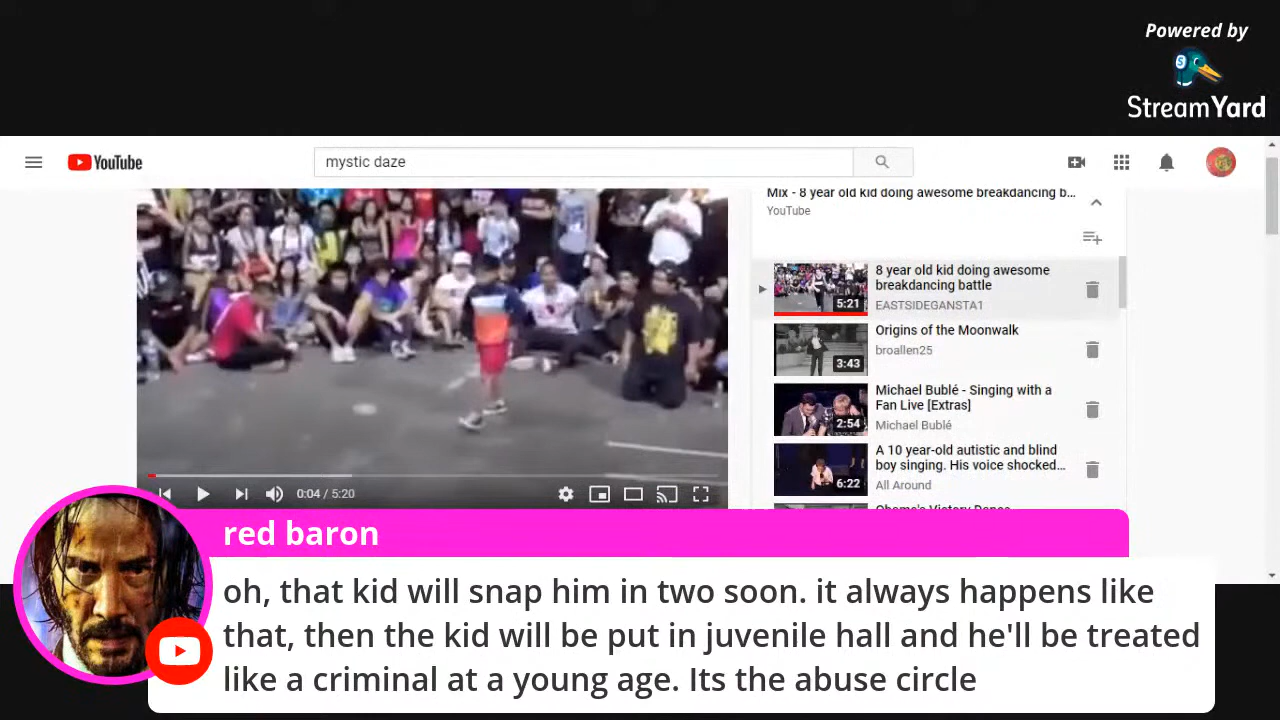 Powered by
StreamYard
YouTube
mystic daze
Mix - 8 year old kid doing awesome breakdancing b...
YouTube
8 year old kid doing awesome
breakdancing battle
EASTSIDEGANSTA1
5:21
Origins of the Moonwalk
broallen25
3:43
Michael Bublé - Singing with a
Fan Live [Extras]
Michael Bublé
2:54
A 10 year-old autistic and blind
boy singing. His voice shocked...
All Around
6:22
0:04 / 5:20
red baron
oh, that kid will snap him in two soon. it always happens like
that, then the kid will be put in juvenile hall and he'll be treated
like a criminal at a young age. Its the abuse circle